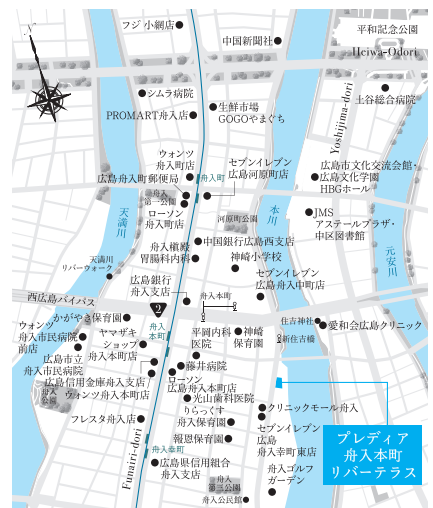 フジ 小網店
中国新聞社
平和記念公園
Heiwa-Odori
シムラ病院
PROMART舟入店
生鮮市場
GOGOやまぐち
Yoshijima-dori
土谷総合病院
ウォンツ
舟入町店
広島舟入町郵便局
舟入町
セブンイレブン
広島河原町店
広島市文化交流会館・
広島文化学園
HBGホール
舟入
第一公園
ローソン
舟入町店
河原町公園
本川
JMS
アステールプラザ・
中区図書館
天満川
元安川
舟入槇殿
胃腸科内科
中国銀行広島西支店
神崎小学校
天満川
リバーウォーク
広島銀行
舟入支店
セブンイレブン
広島舟入中町店
西広島バイパス
2
舟入本町
かがやき保育園
住吉神社
愛和会広島クリニック
ウォンツ
舟入市民病院
前店
ヤマザキ
ショップ
舟入本町店
舟入
本町
平岡内科
医院
神崎
保育園
新住吉橋
広島市立
舟入市民病院
藤井病院
広島信用金庫舟入支店
ローソン
広島舟入本町店
舟入
公園
ウォンツ舟入本町店
光山歯科医院
りらっくす
舟入保育園
クリニックモール舟入
フレスタ舟入店
セブンイレブン
広島
舟入幸町東店
報恩保育園
Funairi-dori
舟入幸町
広島県信用組合
舟入支店
舟入
第三公園
舟入ゴルフ
ガーデン
舟入公民館
プレディア
舟入本町
リバーテラス